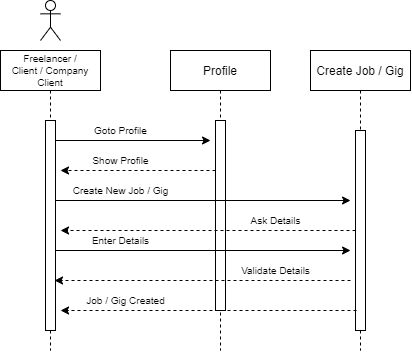 Freelancer /
Client / Company
Client
Profile
Create Job / Gig
Goto Profile
Show Profile
Create New Job / Gig
Ask Details
Enter Details
Validate Details
Job / Gig Created